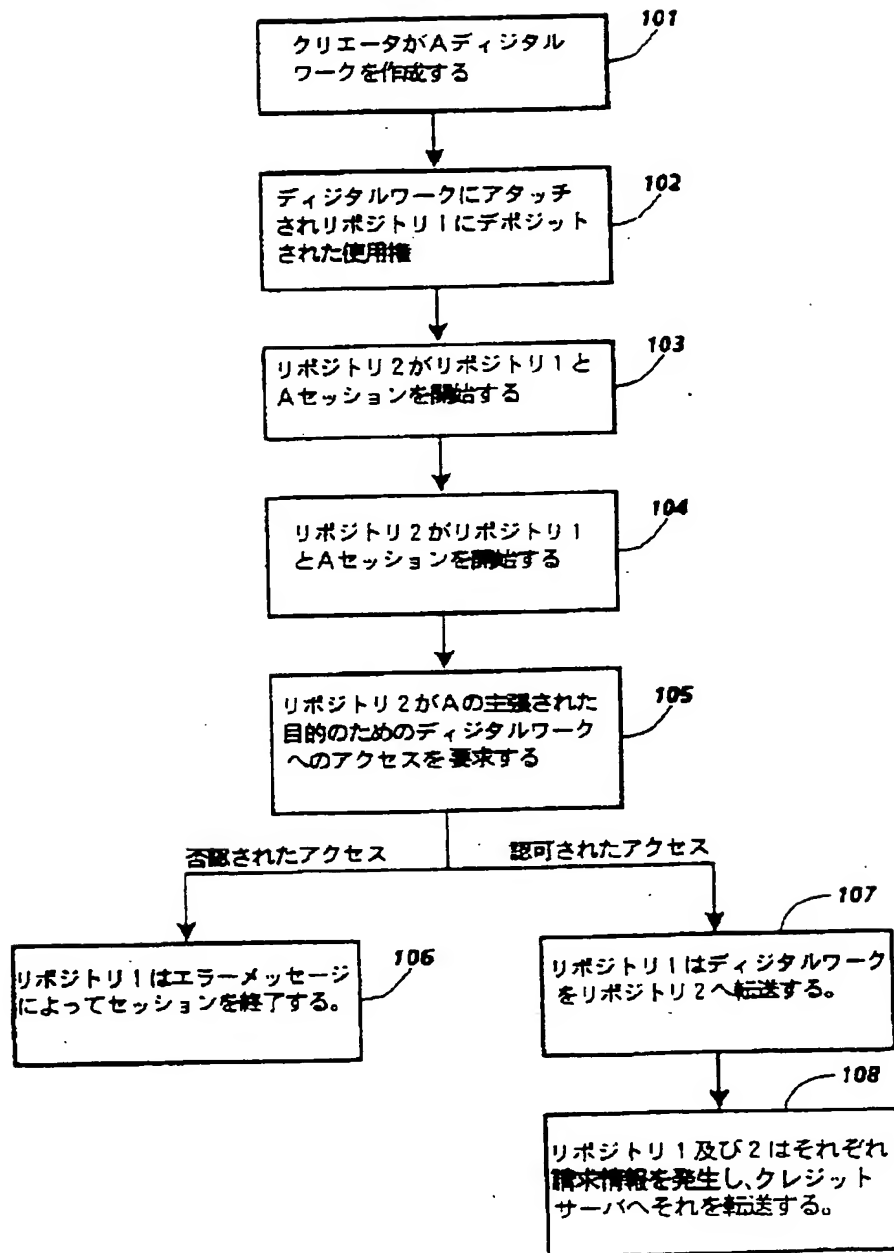 101
クリエータがAディジタル
ワークを作成する
102
ディジタルワークにアタッチ
されリポジトリ1にデポジット
された使用権
103
リポジトリ2がリポジトリ1と
Aセッションを開始する
104
リポジトリ2がリポジトリ1
とAセッションを開始する
105
リポジトリ2がAの主張された
目的のためのディジタルワーク
へのアクセスを要求する
否認されたアクセス
認可されたアクセス
106
リポジトリ1はエラーメッセージ
によってセッションを終了する。
107
リポジトリ1はディジタルワーク
をリポジトリ2へ転送する。
108
リポジトリ1及び2はそれぞれ
請求情報を発生し、クレジット
サーバへそれを転送する。